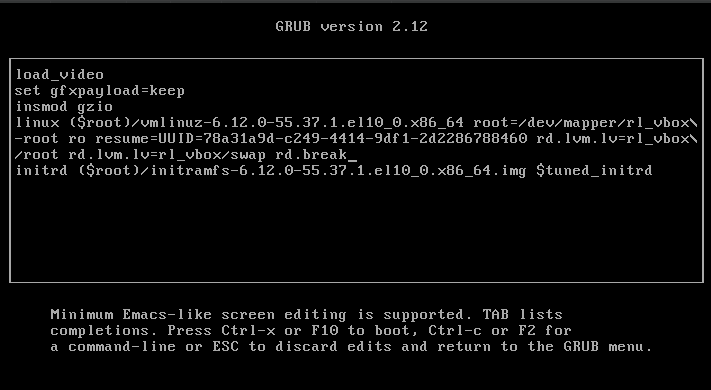 GRUB version 2.12
load_video
set gfxpayload=keep
insmod gzio
linux ($root)/vmlinuz-6.12.0-55.37.1.el10_0.x86_64 root=/dev/mapper/rl_vbox\
-root ro resume=UUID=78a31a9d-c249-4414-9df1-2d2286788460 rd.lvm.lv=rl_vbox\
/root rd.lvm.lv=rl_vbox/swap rd.break_
initrd ($root)/initramfs-6.12.0-55.37.1.el10_0.x86_64.img $tuned_initrd
Minimum Emacs-like screen editing is supported. TAB lists
completions. Press Ctrl-x or F10 to boot, Ctrl-c or F2 for
a command-line or ESC to discard edits and return to the GRUB menu.